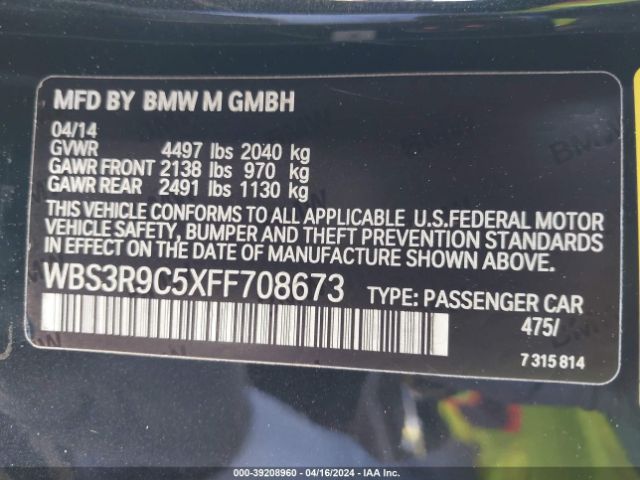 MFD BY BMW M GMBH
04/14
GVWR 4497 lbs 2040 kg
GAWR FRONT 2138 lbs 970 kg
GAWR REAR 2491 lbs 1130 kg
THIS VEHICLE CONFORMS TO ALL APPLICABLE U.S.FEDERAL MOTOR
VEHICLE SAFETY, BUMPER AND THEFT PREVENTION STANDARDS
IN EFFECT ON THE DATE OF MANUFACTURE SHOWN ABOVE.
WBS3R9C5XFF708673 TYPE: PASSENGER CAR
475/
7 315 814
000-39208960 - 04/16/2024 - IAA Inc.